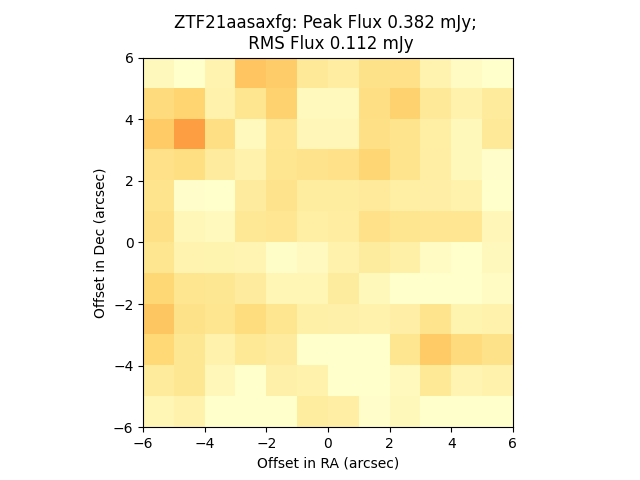 ZTF21aasaxfg: Peak Flux 0.382 mJy;
RMS Flux 0.112 mJy
6
4
2
0
−2
−4
−6
Offset in Dec (arcsec)
−6 −4 −2 0 2 4 6
Offset in RA (arcsec)